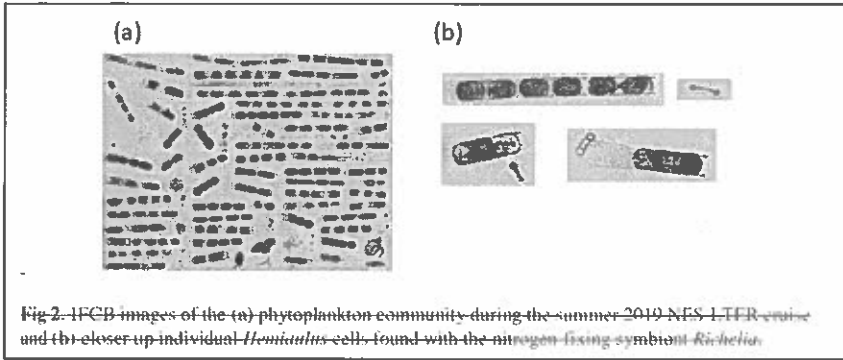 (a) (b)
Fig 2. IFCB images of the (a) phytoplankton community during the summer 2019 NES LTER cruise
and (b) closer up individual Hemiaulus cells found with the nitrogen fixing symbiont Richelia.